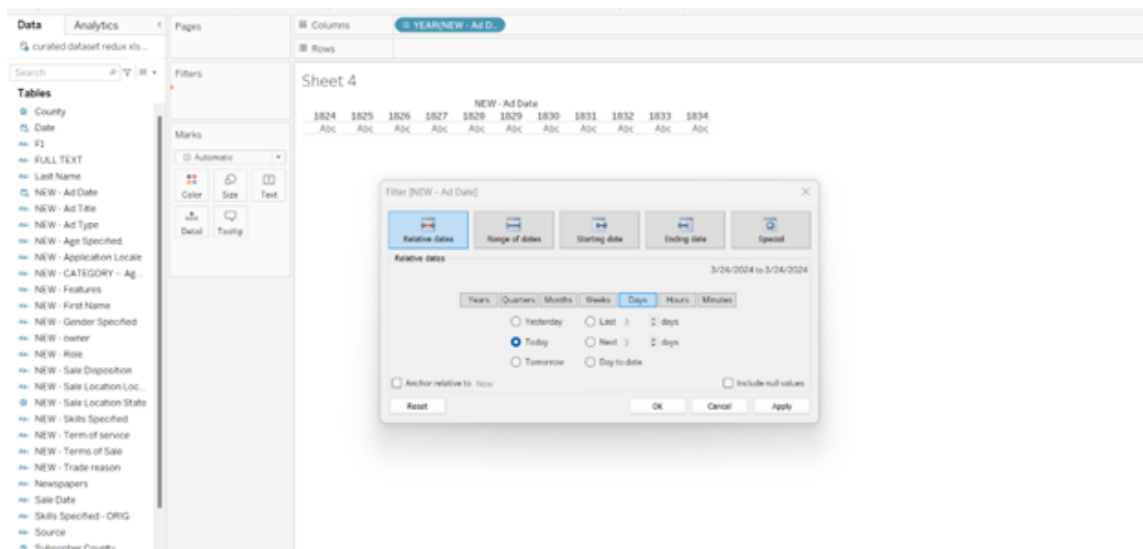 Data Analytics
curated dataset redux xls...
Search
Tables
County
Date
F1
FULL TEXT
Last Name
NEW - Ad Date
NEW - Ad Title
NEW - Ad Type
NEW - Age Specified
NEW - Application Locale
NEW - CATEGORY -- Ag...
NEW - Features
NEW - First Name
NEW - Gender Specified
NEW - owner
NEW - Role
NEW - Sale Disposition
NEW - Sale Location Loc...
NEW - Sale Location State
NEW - Skills Specified
NEW - Term of service
NEW - Terms of Sale
NEW - Trade reason
Newspapers
Sale Date
Skills Specified - ORIG
Source
Subscriber County
Pages
Filters
Marks
Automatic
Color Size Text
Detail Tooltip
Columns YEAR(NEW - Ad D..
Rows
Sheet 4
NEW - Ad Date
1824 1825 1826 1827 1828 1829 1830 1831 1832 1833 1834
Abc Abc Abc Abc Abc Abc Abc Abc Abc Abc Abc
Filter [NEW - Ad Date]
Relative dates Range of dates Starting date Ending date Special
Relative dates
3/24/2024 to 3/24/2024
Years Quarters Months Weeks Days Hours Minutes
Yesterday Last 3 days
Today Next 3 days
Tomorrow Day to date
Anchor relative to Now Include null values
Reset OK Cancel Apply